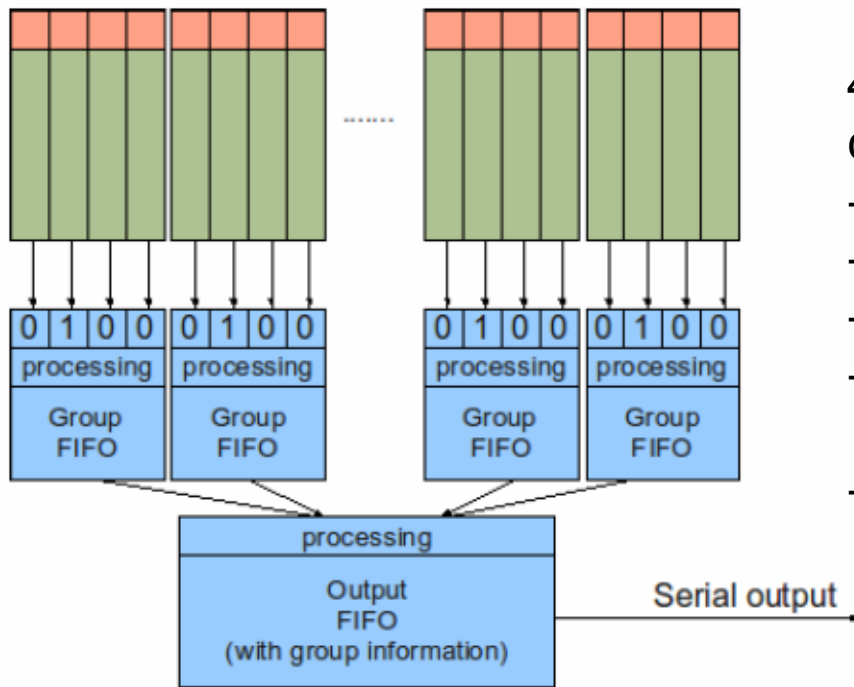 .......
0 1 0 0 0 1 0 0 0 1 0 0 0 1 0 0
processing processing processing processing
Group Group Group Group
FIFO FIFO FIFO FIFO
processing
Output
FIFO
(with group information)
Serial output
-
-
-
-
-